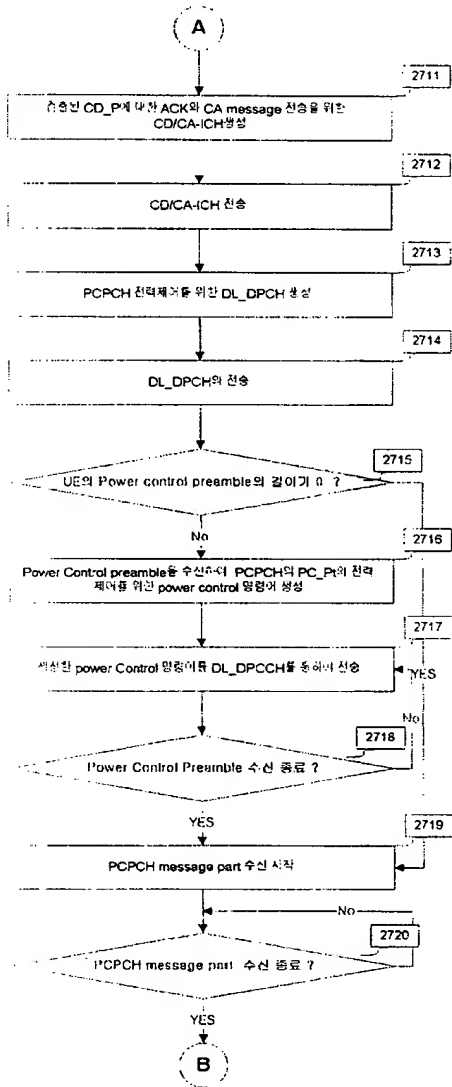 A
2711
검출된 CD_P에 대한 ACK와 CA message 전송을 위한
CD/CA-ICH생성
2712
CD/CA-ICH 전송
2713
PCPCH 전력제어를 위한 DL_DPCH 생성
2714
DL_DPCH의 전송
2715
UE의 Power control preamble의 길이가 0 ?
No
2716
Power Control preamble을 수신하여 PCPCH의 PC_P의 전력
제어를 위한 power control 명령어 생성
2717
생성한 power Control 명령어를 DL_DPCCH를 통하여 전송
YES
No
2718
Power Control Preamble 수신 종료 ?
YES
2719
PCPCH message part 수신 시작
No
2720
PCPCH message part 수신 종료 ?
YES
B